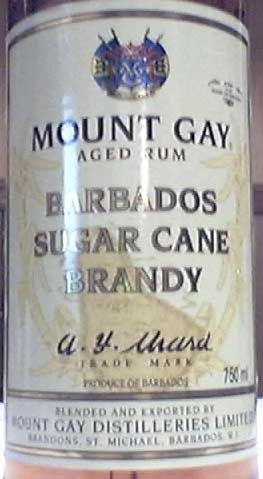 MOUNT GAY
AGED RUM
BARBADOS
SUGAR CANE
BRANDY
TRADE MARK
750 ml
PRODUCE OF BARBADOS
BLENDED AND EXPORTED BY
MOUNT GAY DISTILLERIES LIMITED
BRANDONS, ST. MICHAEL, BARBADOS, W.I.